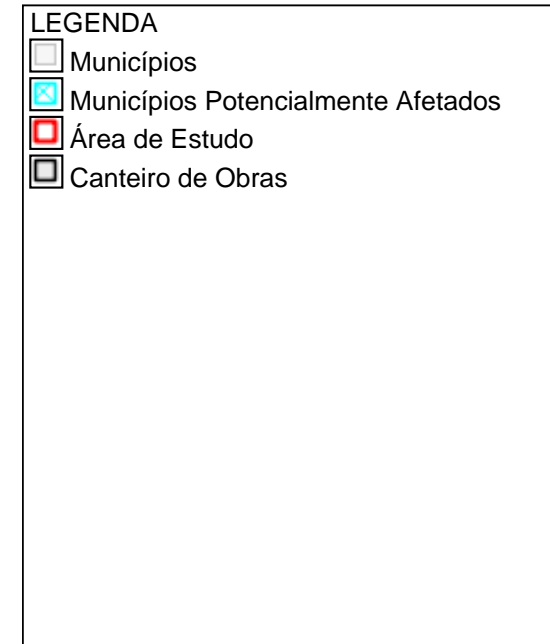 LEGENDA
Municípios
Municípios Potencialmente Afetados
Área de Estudo
Canteiro de Obras